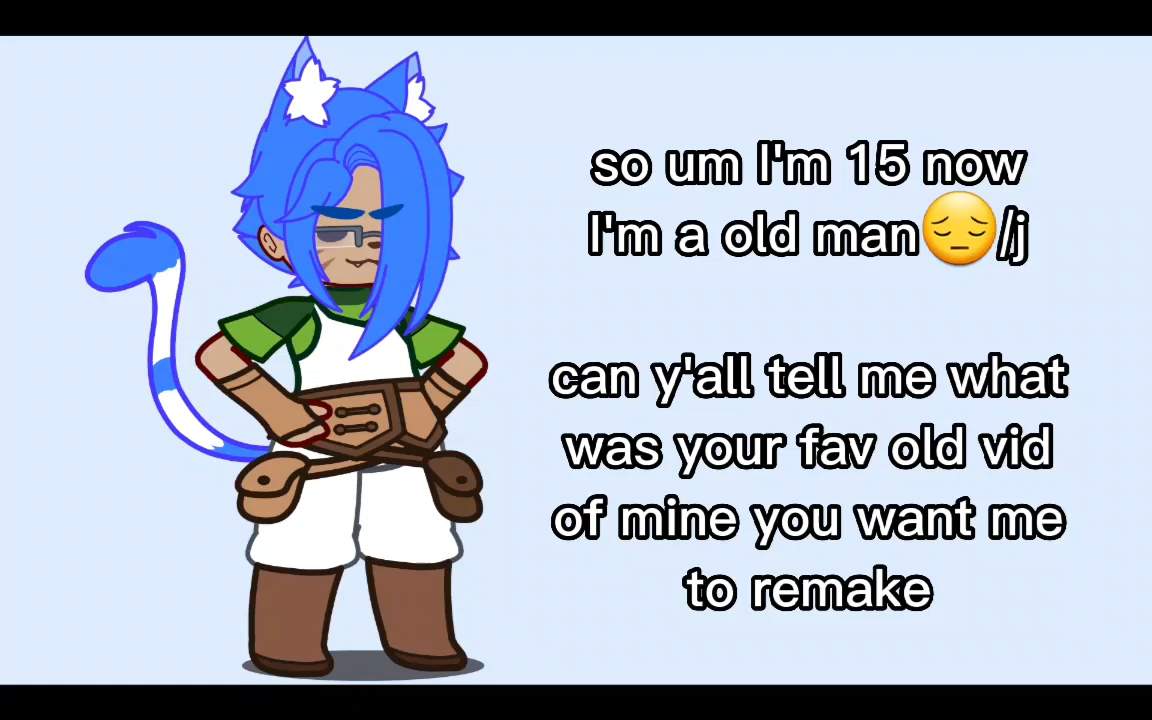 so um I'm 15 now
I'm a old man😔/j
can y'all tell me what
was your fav old vid
of mine you want me
to remake